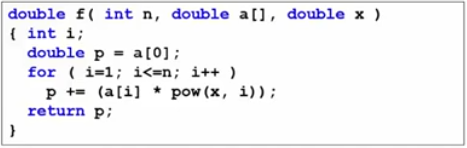 double f( int n, double a[], double x )
{ int i;
  double p = a[0];
  for ( i=1; i<=n; i++ )
    p += (a[i] * pow(x, i));
  return p;
}